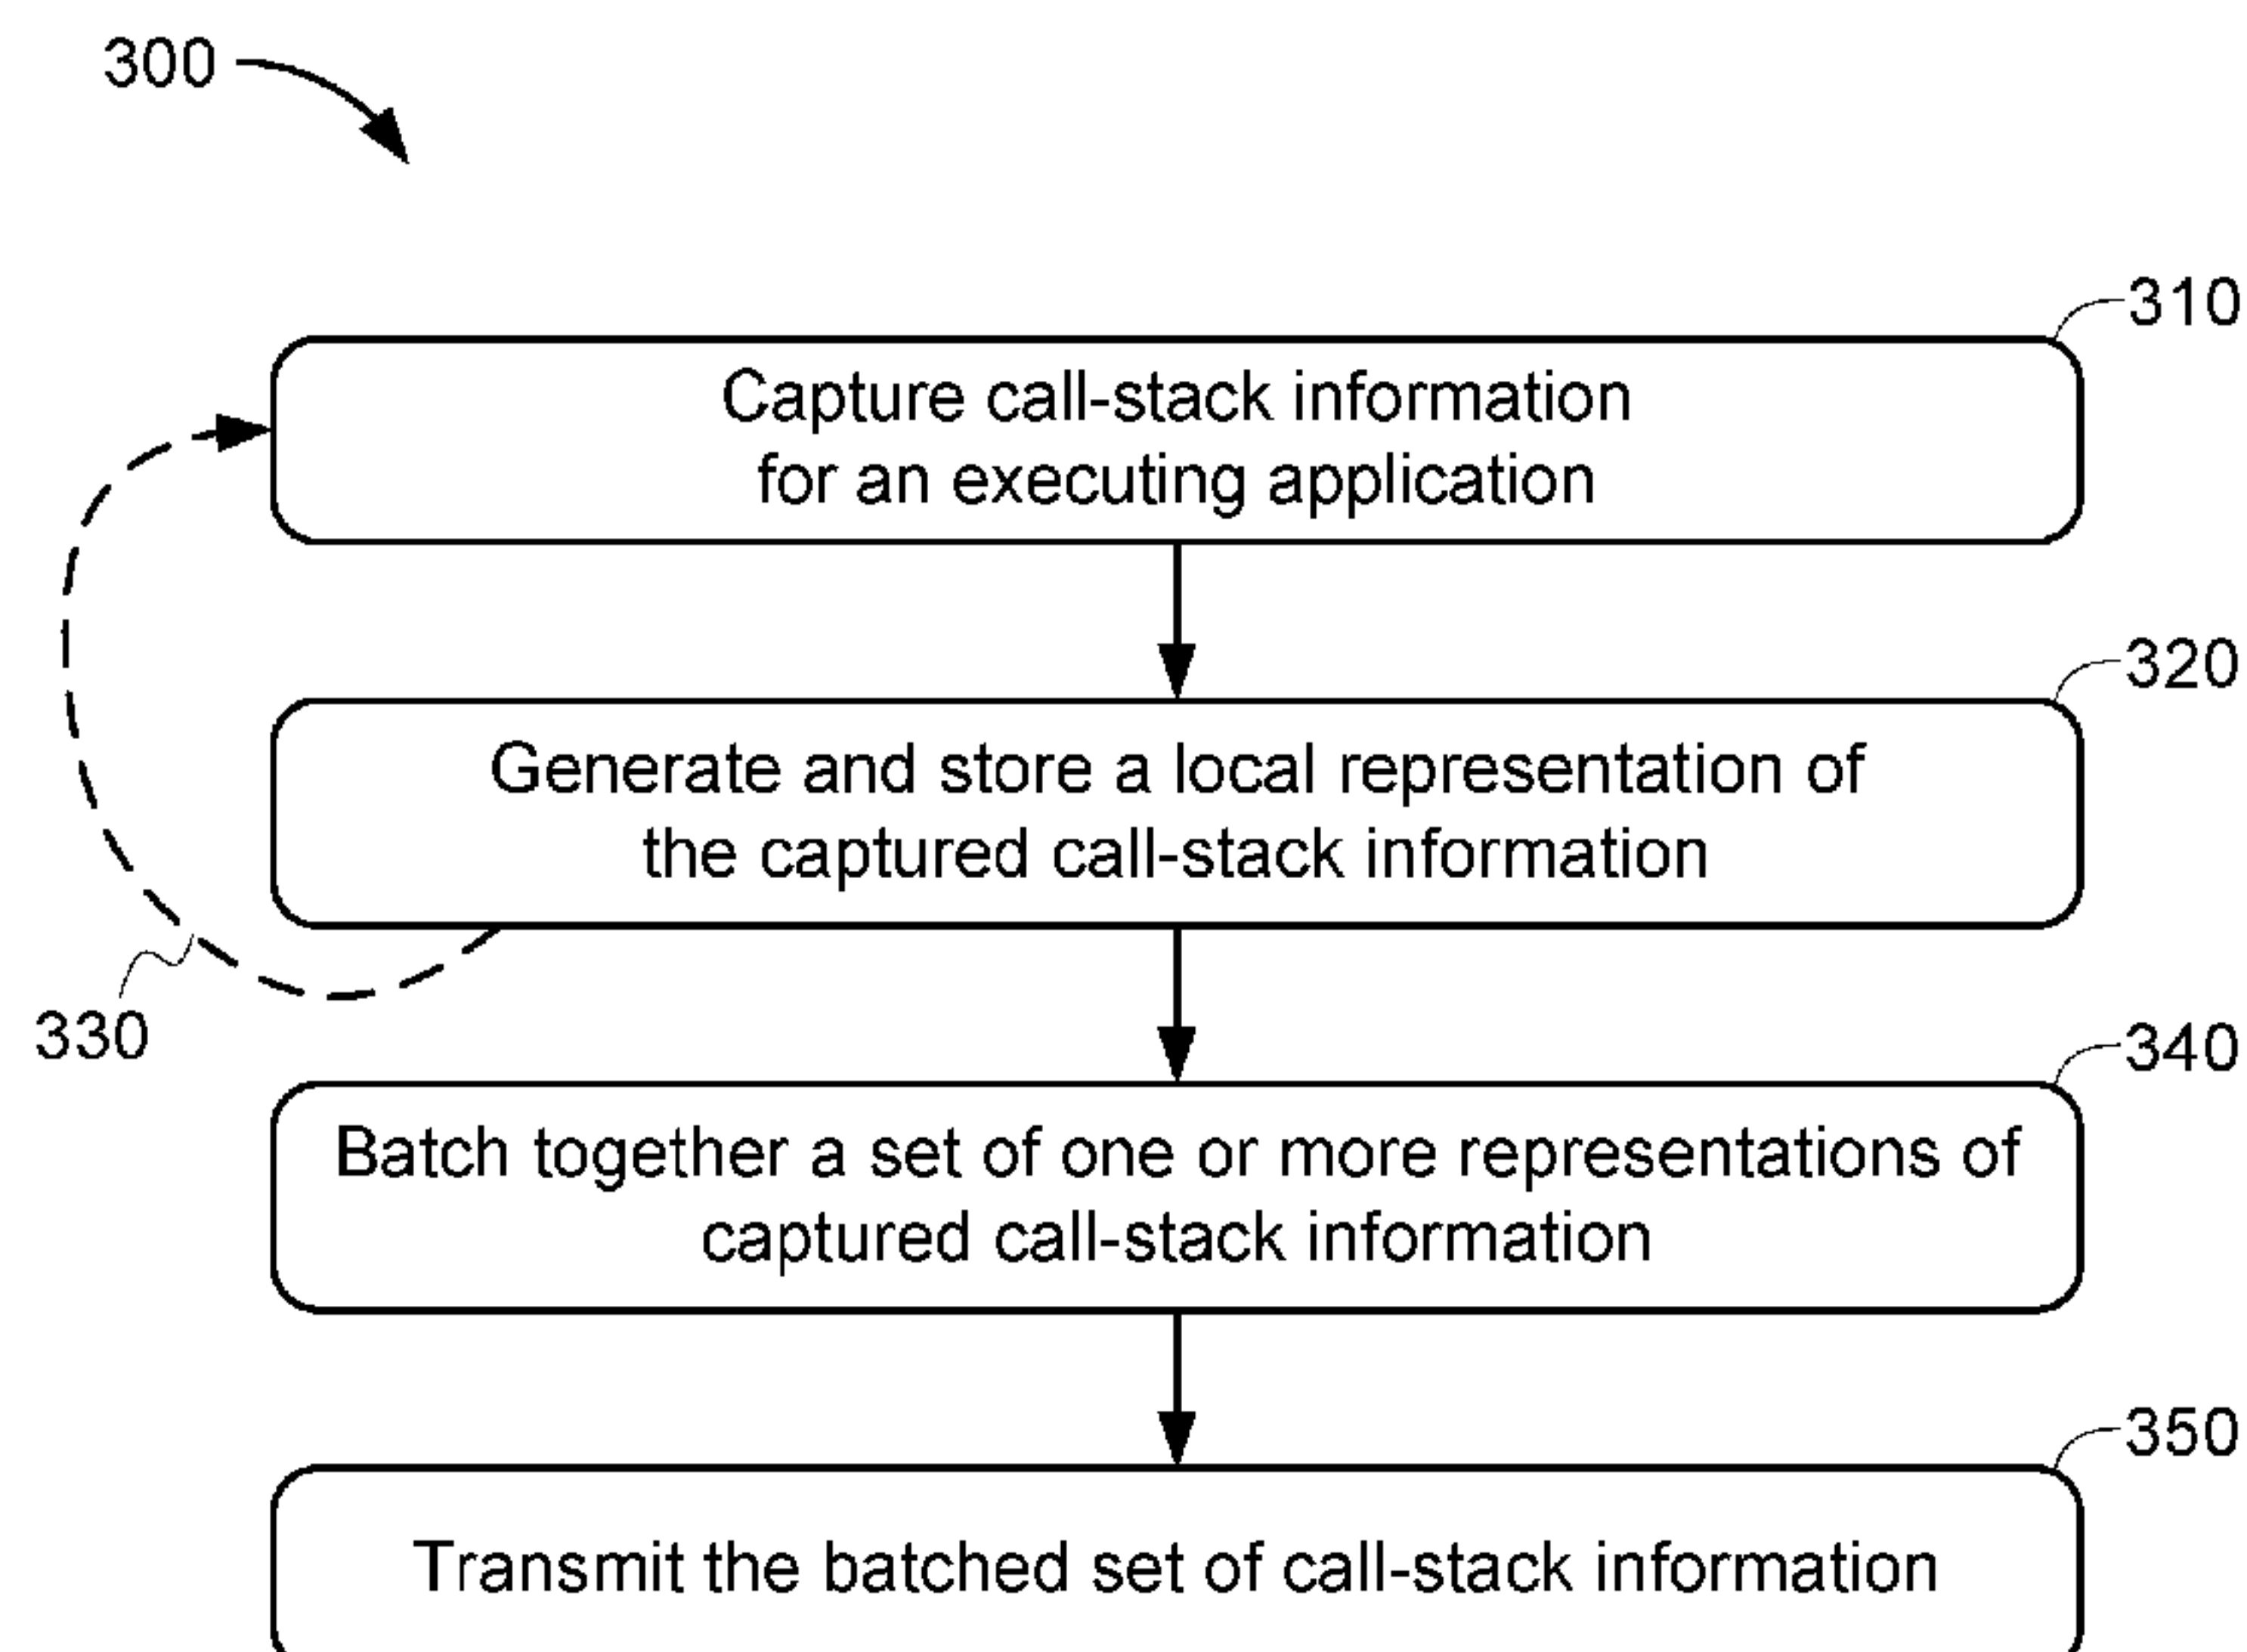 300
310
Capture call-stack information
for an executing application
320
Generate and store a local representation of
the captured call-stack information
330
340
Batch together a set of one or more representations of
captured call-stack information
350
Transmit the batched set of call-stack information